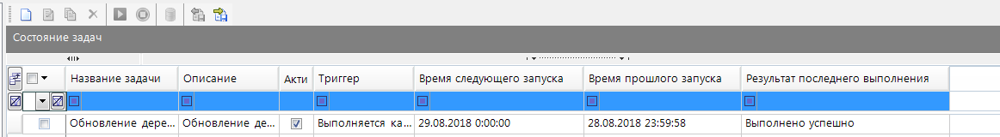 Состояние задач
Название задачи Описание Акти Триггер Время следующего запуска Время прошлого запуска Результат последнего выполнения
Обновление дере... Обновление де... Выполняется ка... 29.08.2018 0:00:00 28.08.2018 23:59:58 Выполнено успешно